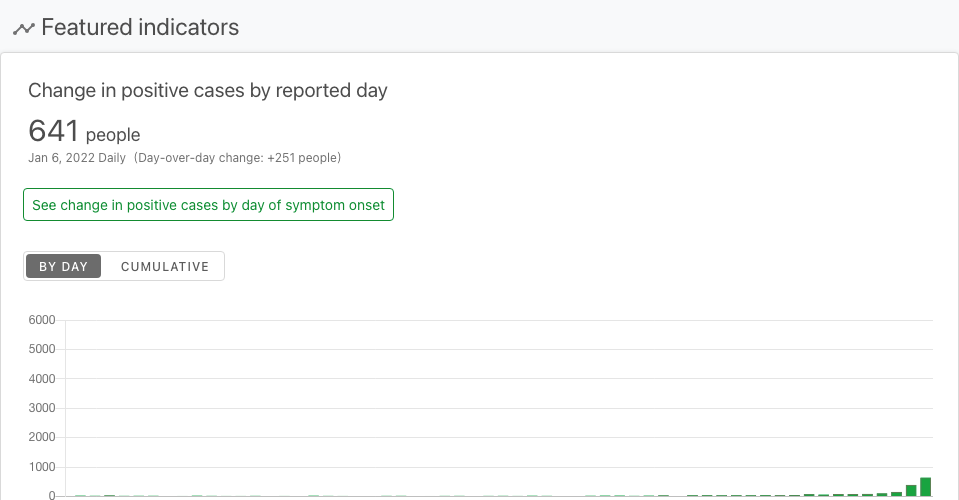 Featured indicators
Change in positive cases by reported day
641 people
Jan 6, 2022 Daily (Day-over-day change: +251 people)
See change in positive cases by day of symptom onset
BY DAY CUMULATIVE
6000
5000
4000
3000
2000
1000
0